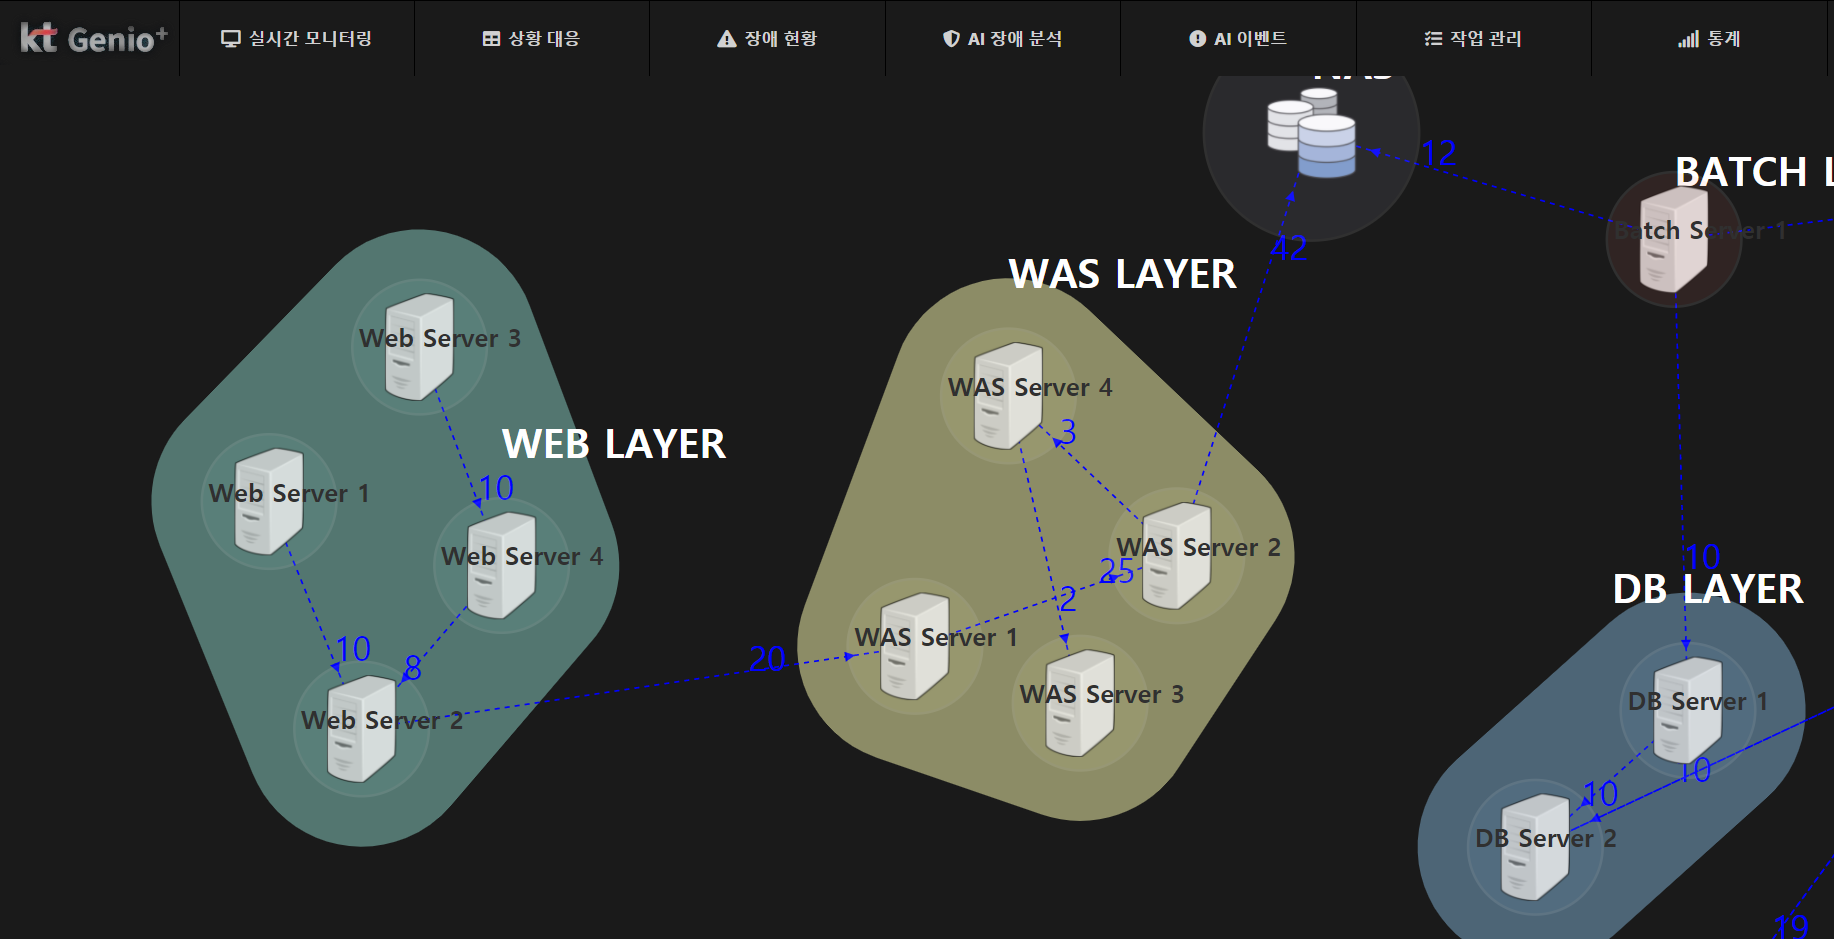 kt Genio+
실시간 모니터링
상황 대응
장애 현황
AI 장애 분석
AI 이벤트
작업 관리
통계
NAS
12
BATCH L
Batch Server 1
42
WAS LAYER
Web Server 3
WAS Server 4
3
WEB LAYER
10
Web Server 1
Web Server 4
WAS Server 2
25
10
DB LAYER
2
WAS Server 1
10
8
20
WAS Server 3
DB Server 1
Web Server 2
10
10
DB Server 2
19